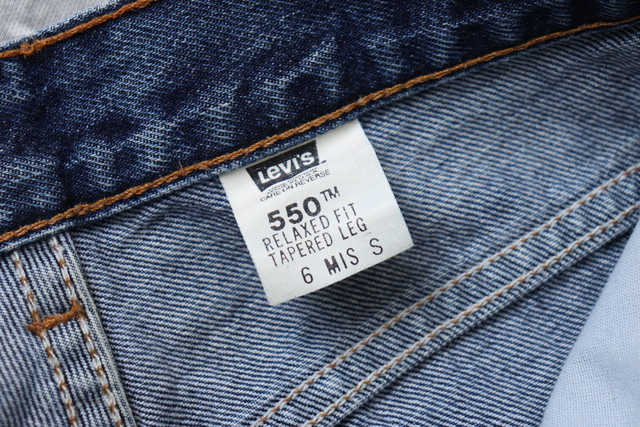 LEVI'S
CARE ON REVERSE
550™
RELAXED FIT
TAPERED LEG
6 MIS S